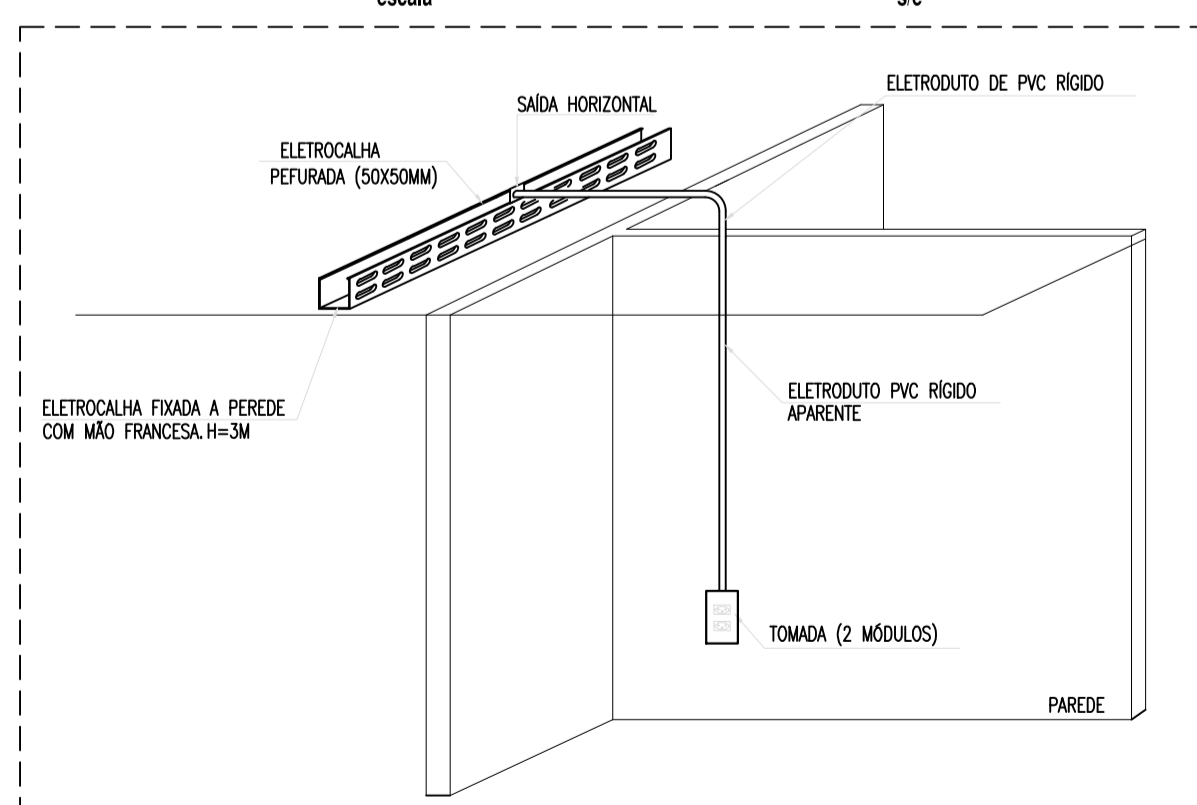 escala
s/e
ELETRODUTO DE PVC RÍGIDO
SAÍDA HORIZONTAL
ELETROCALHA
PEFURADA (50X50MM)
ELETROCALHA FIXADA A PEREDE
COM MÃO FRANCESA.H=3M
ELETRODUTO PVC RÍGIDO
APARENTE
TOMADA (2 MÓDULOS)
PAREDE